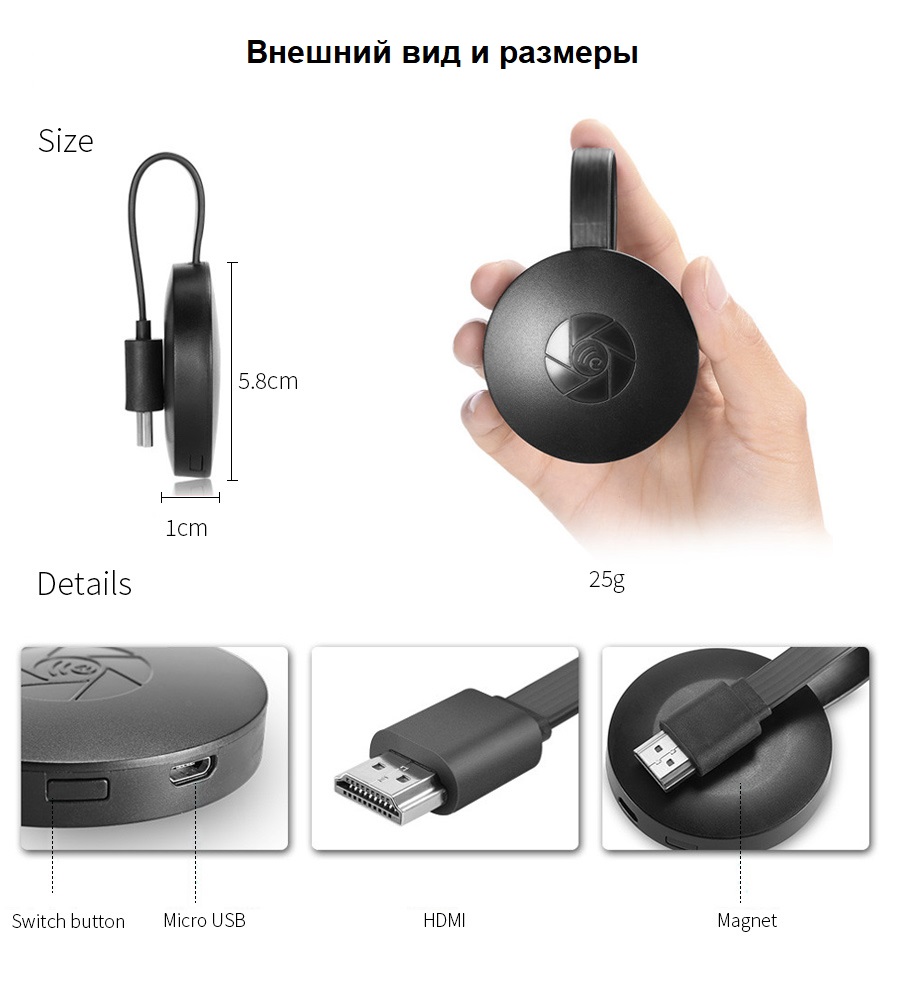 Внешний вид и размеры
Size
5.8cm
1cm
Details
25g
Switch button
Micro USB
HDMI
Magnet